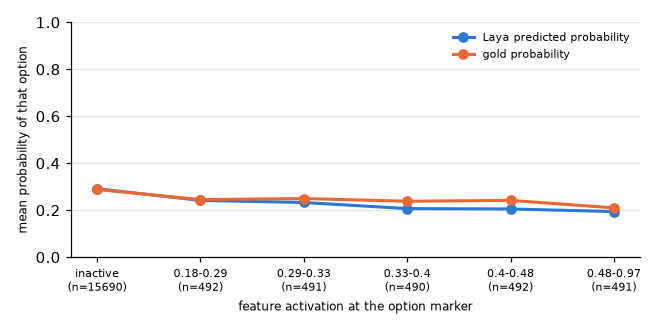 1.0
0.8
0.6
0.4
0.2
0.0
mean probability of that option
Laya predicted probability
gold probability
inactive
(n=15690)
0.18-0.29
(n=492)
0.29-0.33
(n=491)
0.33-0.4
(n=490)
0.4-0.48
(n=492)
0.48-0.97
(n=491)
feature activation at the option marker